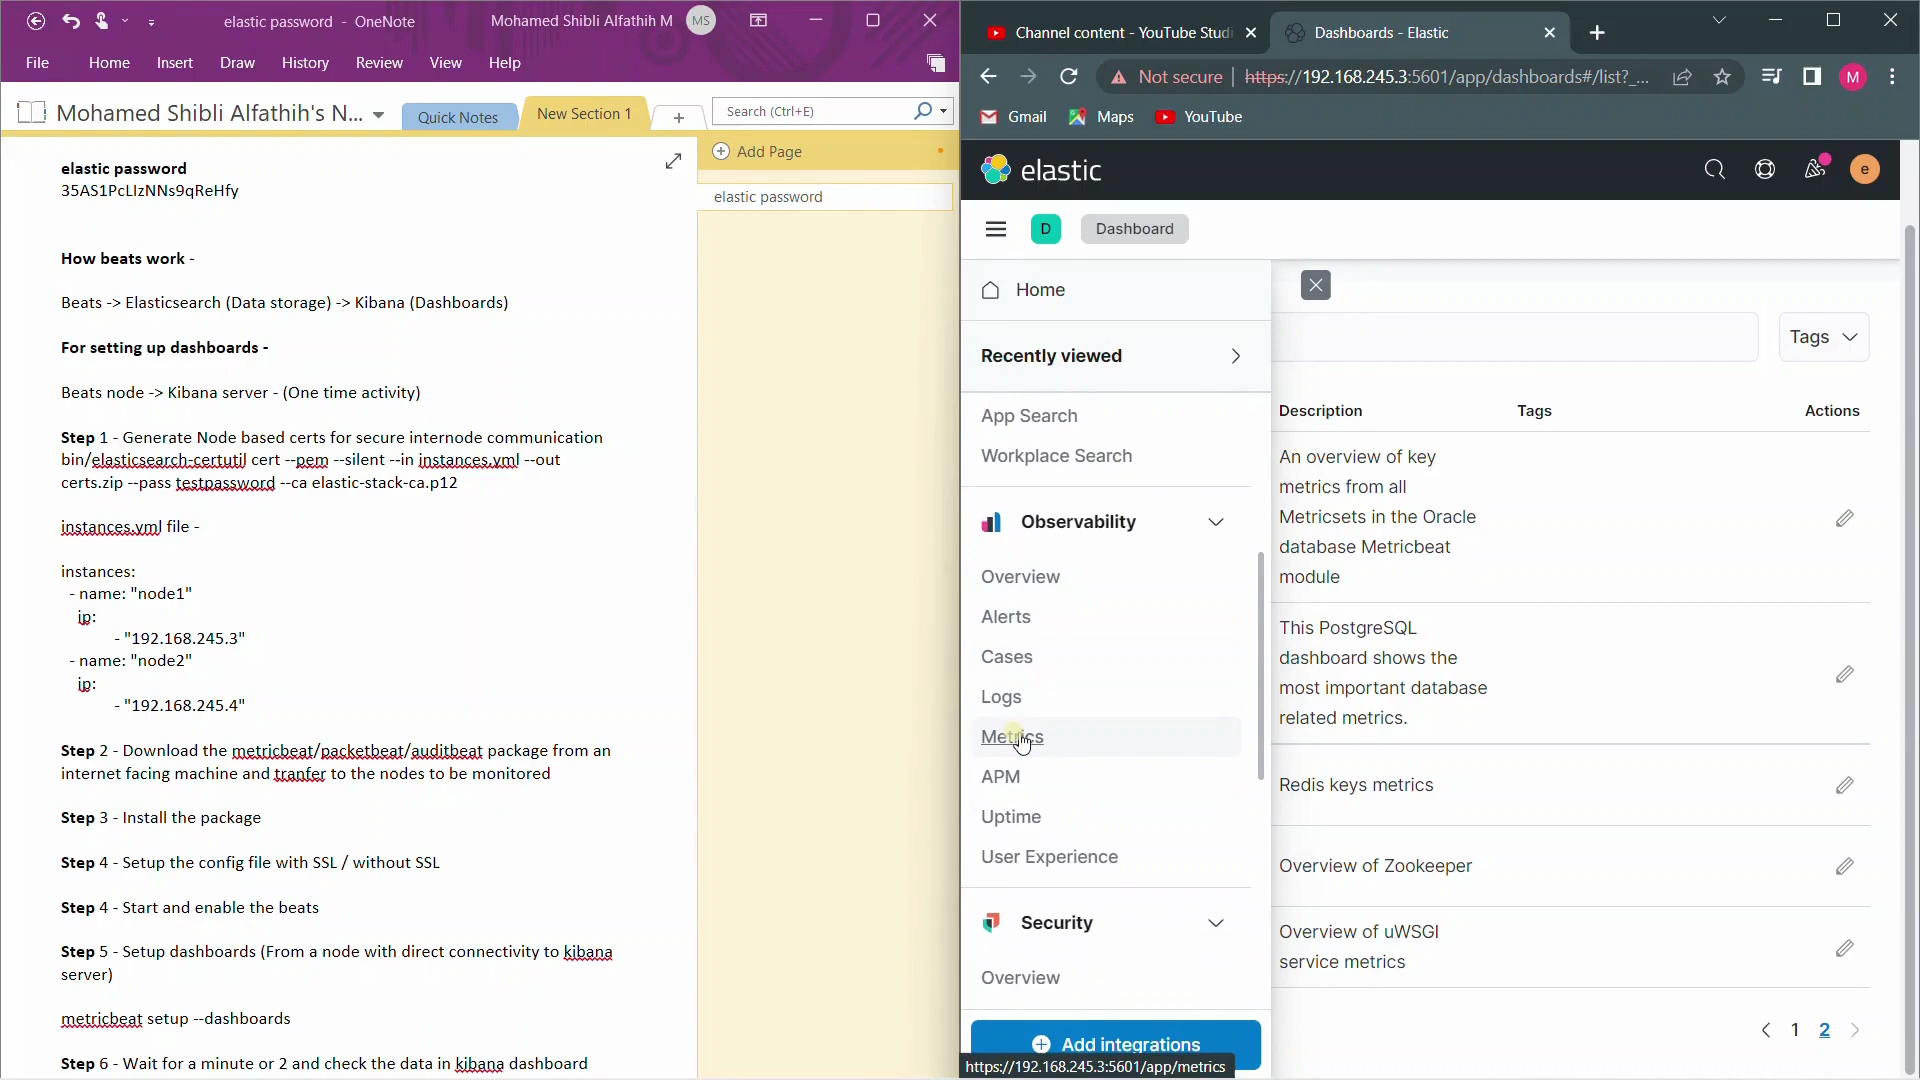 elastic password - OneNote
Mohamed Shibli Alfathih M
MS
File
Home
Insert
Draw
History
Review
View
Help
Mohamed Shibli Alfathih's N...
Quick Notes
New Section 1
+
Search (Ctrl+E)
Add Page
elastic password
elastic password
35AS1PcLIzNNs9qReHfy
How beats work -
Beats -> Elasticsearch (Data storage) -> Kibana (Dashboards)
For setting up dashboards -
Beats node -> Kibana server - (One time activity)
Step 1 - Generate Node based certs for secure internode communication
bin/elasticsearch-certutil cert --pem --silent --in instances.yml --out
certs.zip --pass testpassword --ca elastic-stack-ca.p12
instances.yml file -
instances:
- name: "node1"
ip:
- "192.168.245.3"
- name: "node2"
ip:
- "192.168.245.4"
Step 2 - Download the metricbeat/packetbeat/auditbeat package from an
internet facing machine and tranfer to the nodes to be monitored
Step 3 - Install the package
Step 4 - Setup the config file with SSL / without SSL
Step 4 - Start and enable the beats
Step 5 - Setup dashboards (From a node with direct connectivity to kibana
server)
metricbeat setup --dashboards
Step 6 - Wait for a minute or 2 and check the data in kibana dashboard
Channel content - YouTube Studi
Dashboards - Elastic
Not secure
https://192.168.245.3:5601/app/dashboards#/list?_...
M
Gmail
Maps
YouTube
elastic
e
D
Dashboard
Home
Recently viewed
App Search
Workplace Search
Observability
Overview
Alerts
Cases
Logs
Metrics
APM
Uptime
User Experience
Security
Overview
Add integrations
https://192.168.245.3:5601/app/metrics
Tags
Description
Tags
Actions
An overview of key
metrics from all
Metricsets in the Oracle
database Metricbeat
module
This PostgreSQL
dashboard shows the
most important database
related metrics.
Redis keys metrics
Overview of Zookeeper
Overview of uWSGI
service metrics
1
2